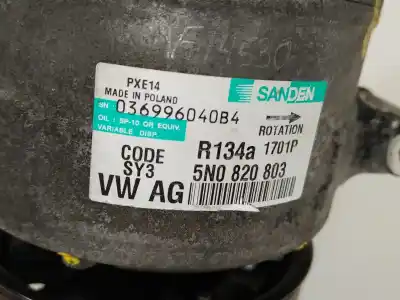 PXE14
MADE IN POLAND
SANDEN
S/N 036996040B4
OIL : SP-10 OR EQUIV.
VARIABLE DISP.
ROTATION
CODE R134a 1701P
SY3 5N0 820 803
VW AG